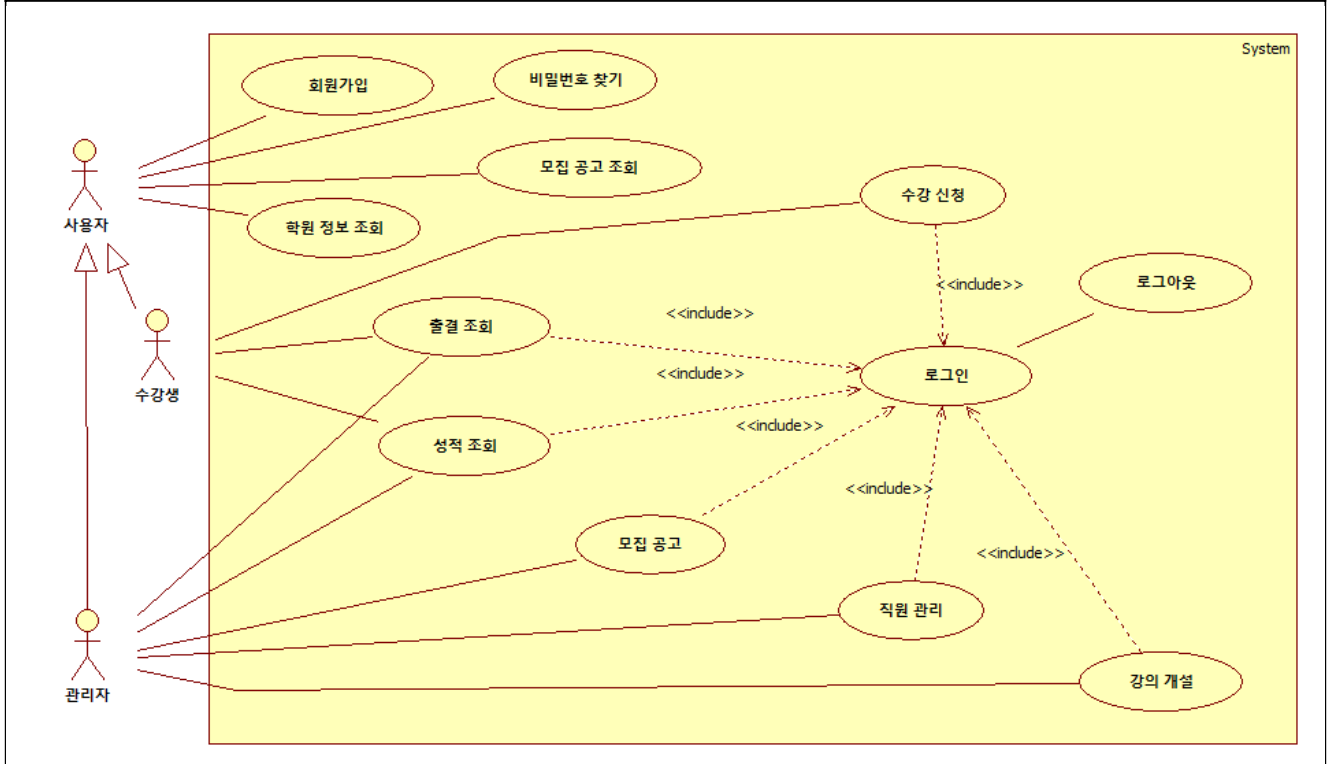 System
회원가입
비밀번호 찾기
모집 공고 조회
수강 신청
사용자
학원 정보 조회
<<include>>
로그아웃
<<include>>
출결 조회
<<include>>
로그인
수강생
<<include>>
성적 조회
<<include>>
모집 공고
<<include>>
직원 관리
강의 개설
관리자